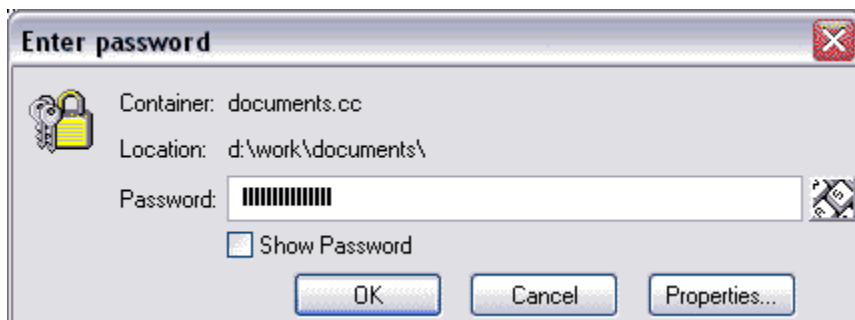 Enter password
Container: documents.cc
Location: d:\work\documents\
Password:
Show Password
OK Cancel Properties...